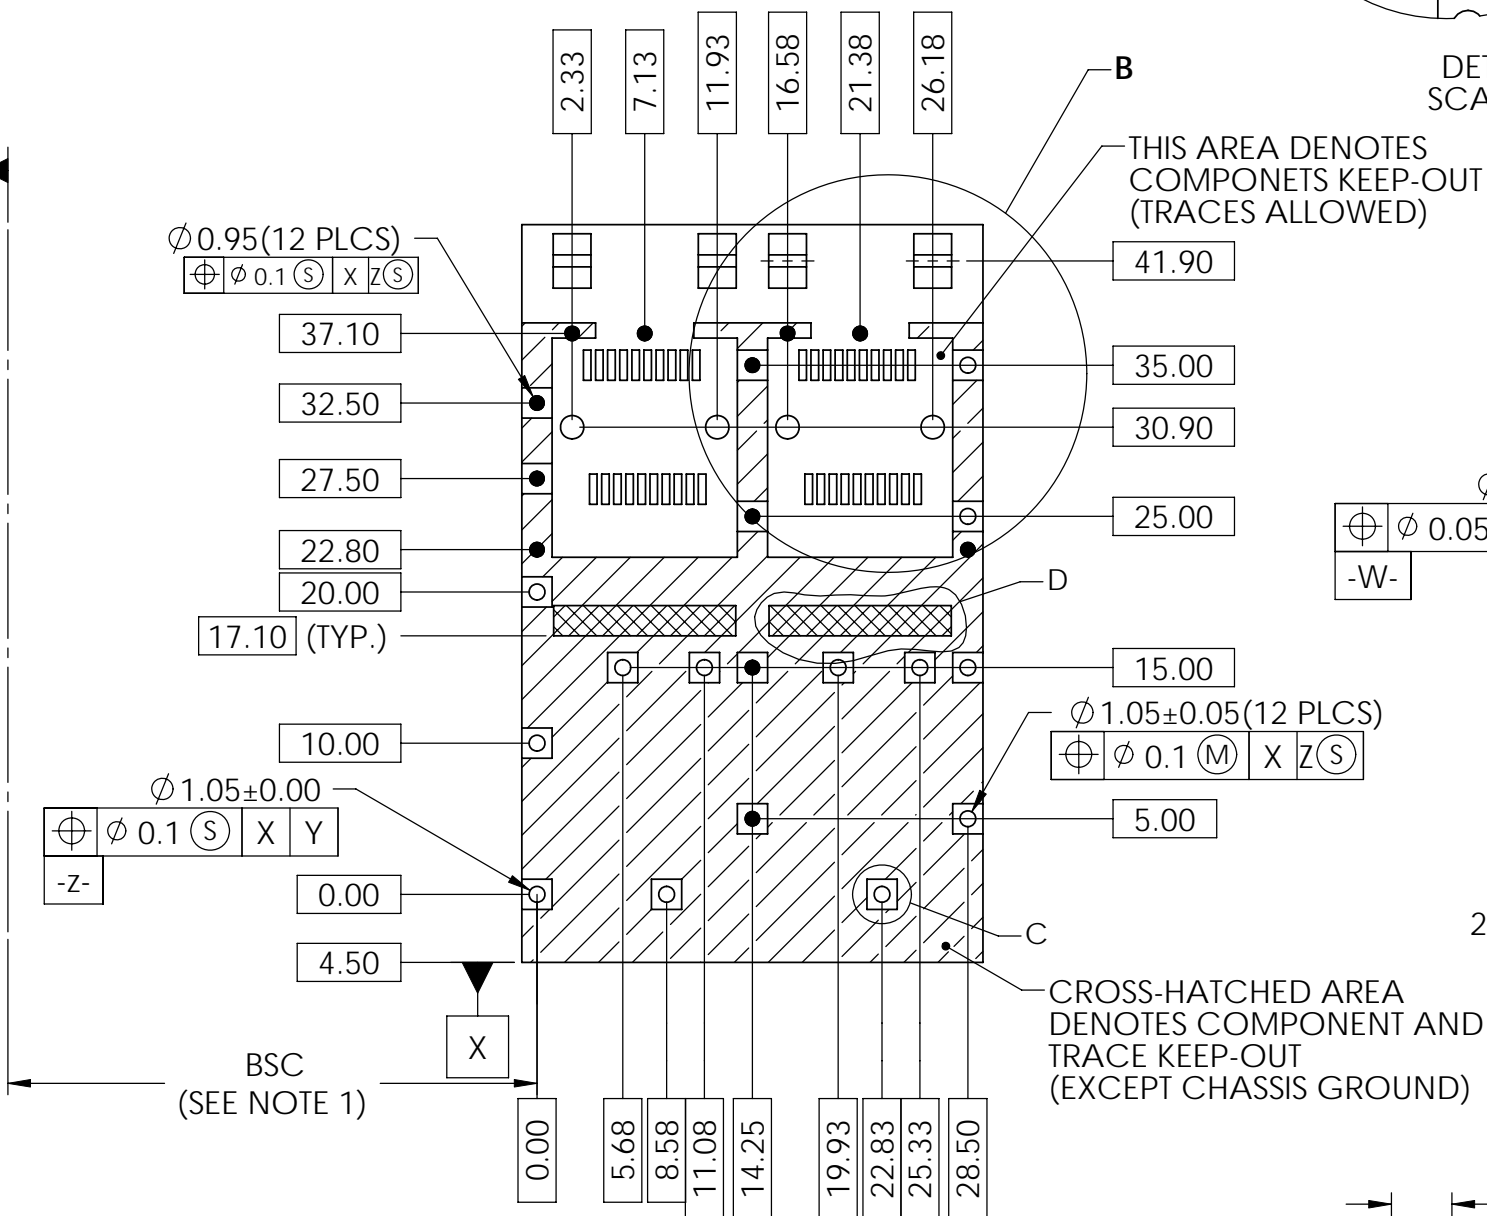 2.33
7.13
11.93
16.58
21.38
26.18
B
DET
SCA
THIS AREA DENOTES
COMPONETS KEEP-OUT
(TRACES ALLOWED)
∅0.95(12 PLCS)
⌖ ∅ 0.1 Ⓢ X ZⓈ
41.90
37.10
35.00
32.50
30.90
27.50
25.00
∅ 0.05
-W-
22.80
20.00
D
17.10 (TYP.)
15.00
∅1.05±0.05(12 PLCS)
⌖ ∅ 0.1 Ⓜ X ZⓈ
10.00
∅1.05±0.00
⌖ ∅ 0.1 Ⓢ X Y
-Z-
5.00
0.00
C
2
4.50
X
CROSS-HATCHED AREA
DENOTES COMPONENT AND
TRACE KEEP-OUT
(EXCEPT CHASSIS GROUND)
BSC
(SEE NOTE 1)
0.00
5.68
8.58
11.08
14.25
19.93
22.83
25.33
28.50